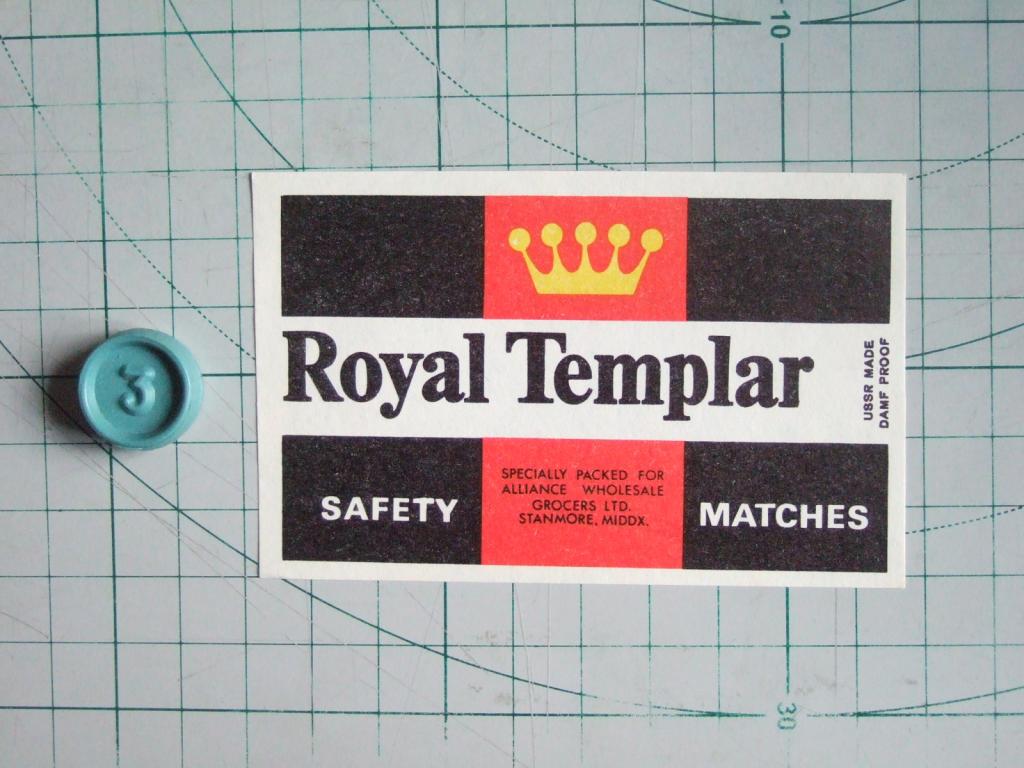 10
Royal Templar
USSR MADE
DAMF PROOF
3
SAFETY
SPECIALLY PACKED FOR
ALLIANCE WHOLESALE
GROCERS LTD.
STANMORE, MIDDX.
MATCHES
30